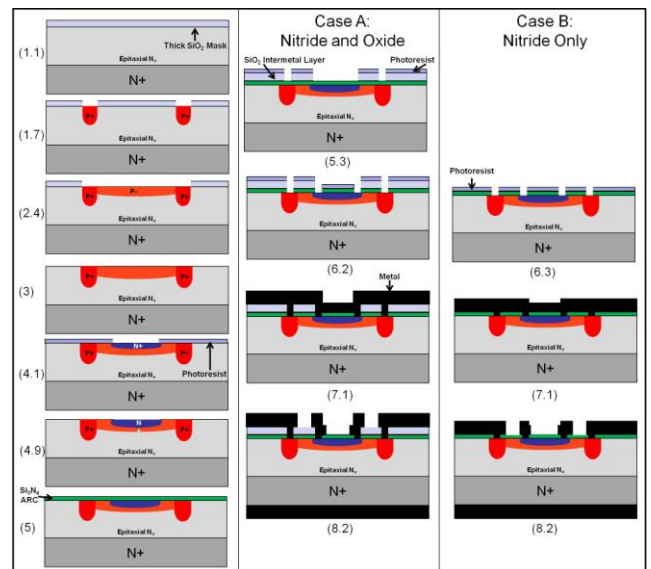 Thick SiO₂ Mask
(1.1)
Epitaxial Nᵥ
N+
P+ P+
(1.7)
Epitaxial Nᵥ
N+
P-
P+ P+
(2.4)
Epitaxial Nᵥ
N+
P+ P+
(3)
Epitaxial Nᵥ
N+
N+
P+ P+
(4.1)
Epitaxial Nᵥ
Photoresist
N+
N
P+ P+
(4.9)
Epitaxial Nᵥ
N+
Si₃N₄
ARC
(5)
Epitaxial Nᵥ
N+
Case A:
Nitride and Oxide
SiO₂ Intermetal Layer
Photoresist
Epitaxial Nᵥ
N+
(5.3)
Epitaxial Nᵥ
N+
(6.2)
Metal
Epitaxial Nᵥ
N+
(7.1)
Epitaxial Nᵥ
N+
(8.2)
Case B:
Nitride Only
Photoresist
Epitaxial Nᵥ
N+
(6.3)
Epitaxial Nᵥ
N+
(7.1)
Epitaxial Nᵥ
N+
(8.2)